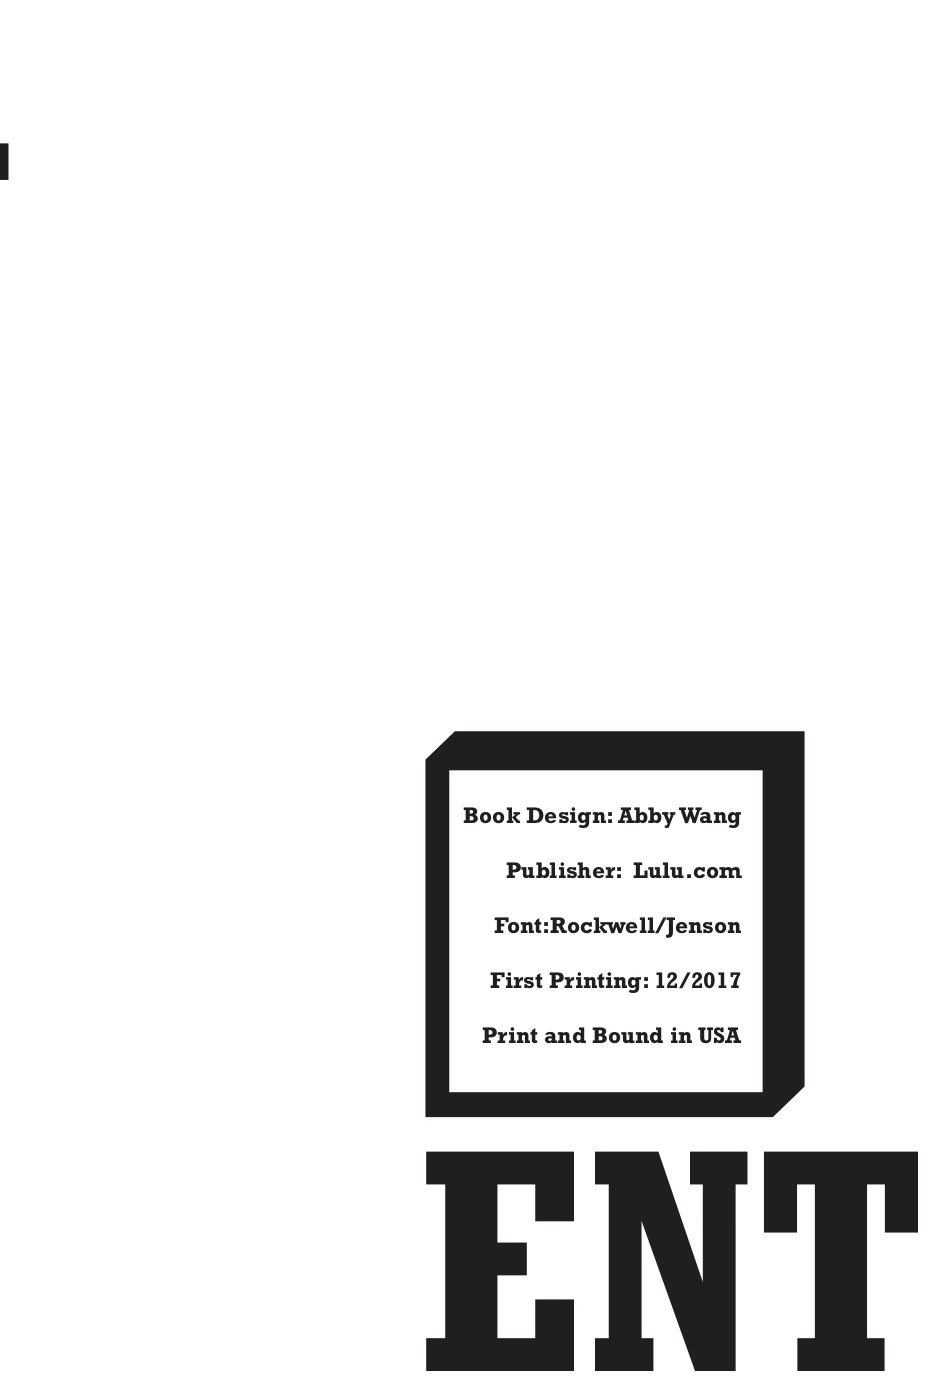 Book Design: Abby Wang
Publisher:  Lulu.com
Font:Rockwell/Jenson
First Printing: 12/2017
Print and Bound in USA
ENT